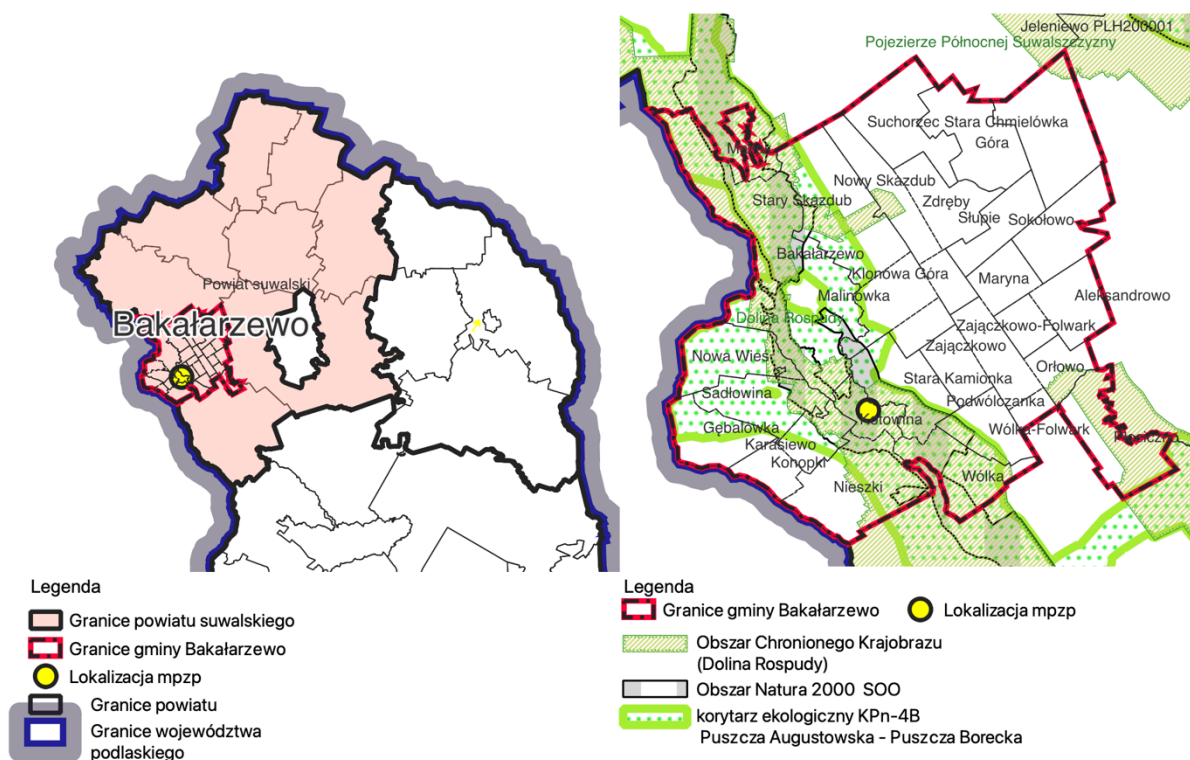 Powiat suwalski
Bakałarzewo
Legenda
Granice powiatu suwalskiego
Granice gminy Bakałarzewo
Lokalizacja mpzp
Granice powiatu
Granice województwa
podlaskiego
Jeleniewo PLH200001
Pojezierze Północnej Suwalszczyzny
Suchorzec Stara Chmielówka
Góra
Nowy Skazdub
Stary Skazdub
Zdręby
Słupie
Sokołowo
Bakałarzewo
Klonowa Góra
Maryna
Malinówka
Aleksandrowo
Dolina Rospudy
Zajączkowo-Folwark
Zajączkowo
Nowa Wieś
Orłowo
Stara Kamionka
Sadłowina
Podwólczanka
Kotowina
Gębalówka
Wólka-Folwark
Karasiewo
Konopki
Wólka
Nieszki
Legenda
Granice gminy Bakałarzewo
Lokalizacja mpzp
Obszar Chronionego Krajobrazu
(Dolina Rospudy)
Obszar Natura 2000 SOO
korytarz ekologiczny KPn-4B
Puszcza Augustowska - Puszcza Borecka